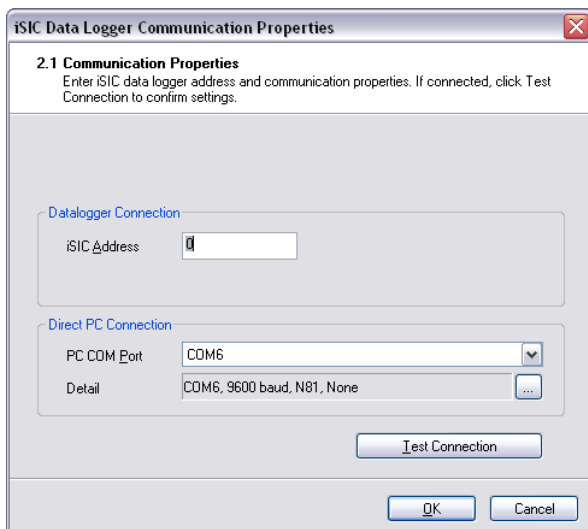 iSIC Data Logger Communication Properties
2.1 Communication Properties
Enter iSIC data logger address and communication properties. If connected, click Test
Connection to confirm settings.
Datalogger Connection
iSIC Address 0
Direct PC Connection
PC COM Port COM6
Detail COM6, 9600 baud, N81, None ...
Test Connection
OK Cancel